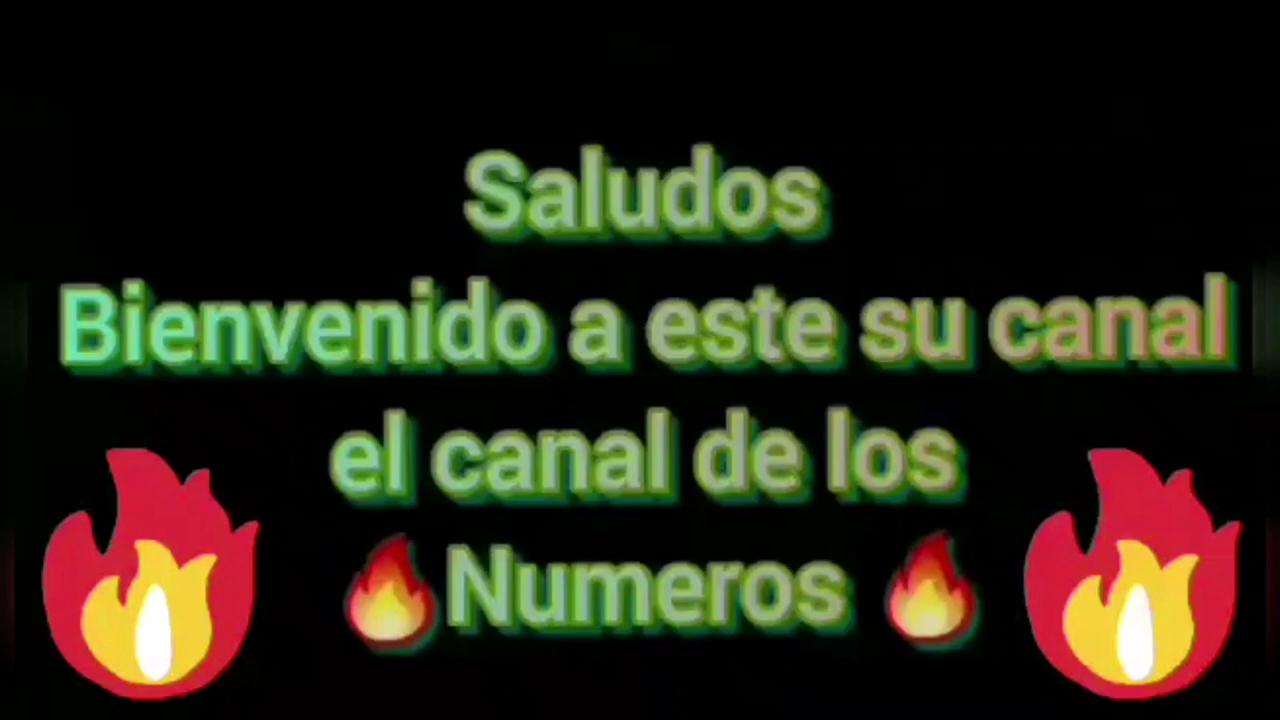 Saludos
Bienvenido a este su canal
el canal de los
🔥Numeros 🔥